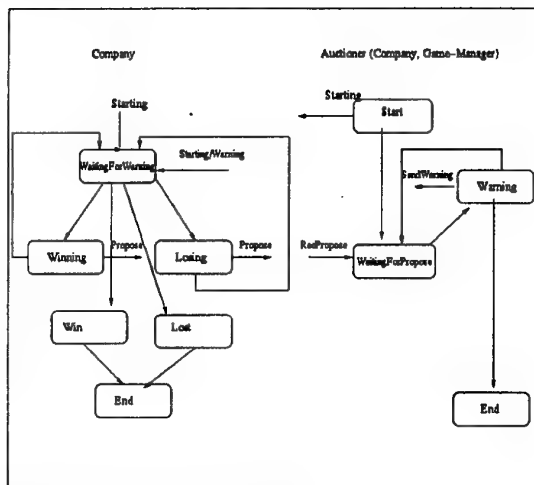 Company
Auctioner (Company, Game-Manager)
Starting
Starting
Start
WaitingForWarning
Starting/Warning
SendWarning
Warning
Winning
Propose
Losing
Propose
RecPropose
WaitingForPropose
Win
Lost
End
End